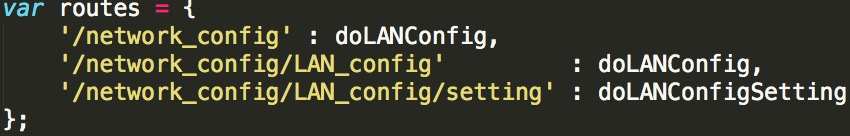 var routes = {
    '/network_config' : doLANConfig,
    '/network_config/LAN_config'         : doLANConfig,
    '/network_config/LAN_config/setting' : doLANConfigSetting
};